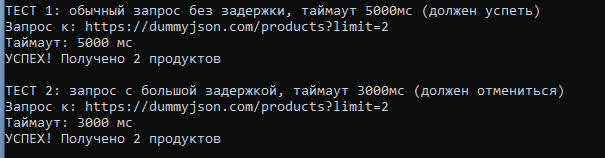 ТЕСТ 1: обычный запрос без задержки, таймаут 5000мс (должен успеть)
Запрос к: https://dummyjson.com/products?limit=2
Таймаут: 5000 мс
УСПЕХ! Получено 2 продуктов
ТЕСТ 2: запрос с большой задержкой, таймаут 3000мс (должен отмениться)
Запрос к: https://dummyjson.com/products?limit=2
Таймаут: 3000 мс
УСПЕХ! Получено 2 продуктов